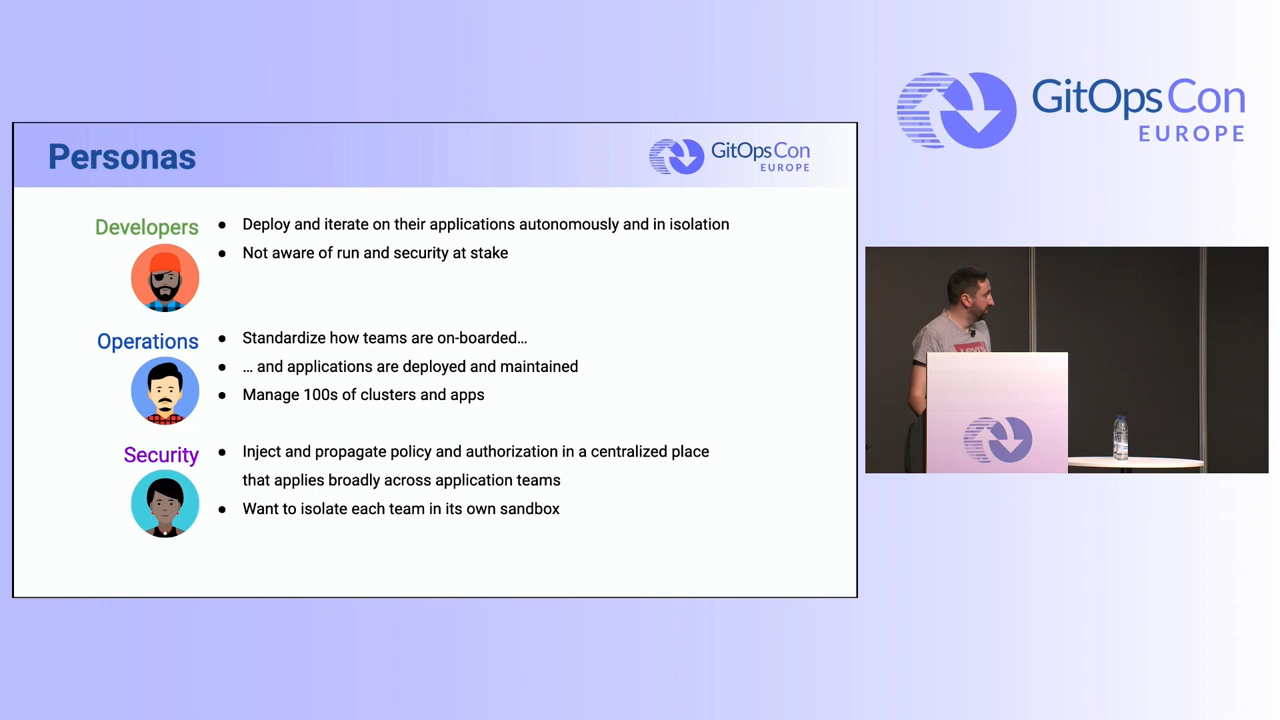 GitOpsCon
EUROPE
Personas
GitOpsCon
EUROPE
Developers
● Deploy and iterate on their applications autonomously and in isolation
● Not aware of run and security at stake
Operations
● Standardize how teams are on-boarded…
● … and applications are deployed and maintained
● Manage 100s of clusters and apps
Security
● Inject and propagate policy and authorization in a centralized place
that applies broadly across application teams
● Want to isolate each team in its own sandbox